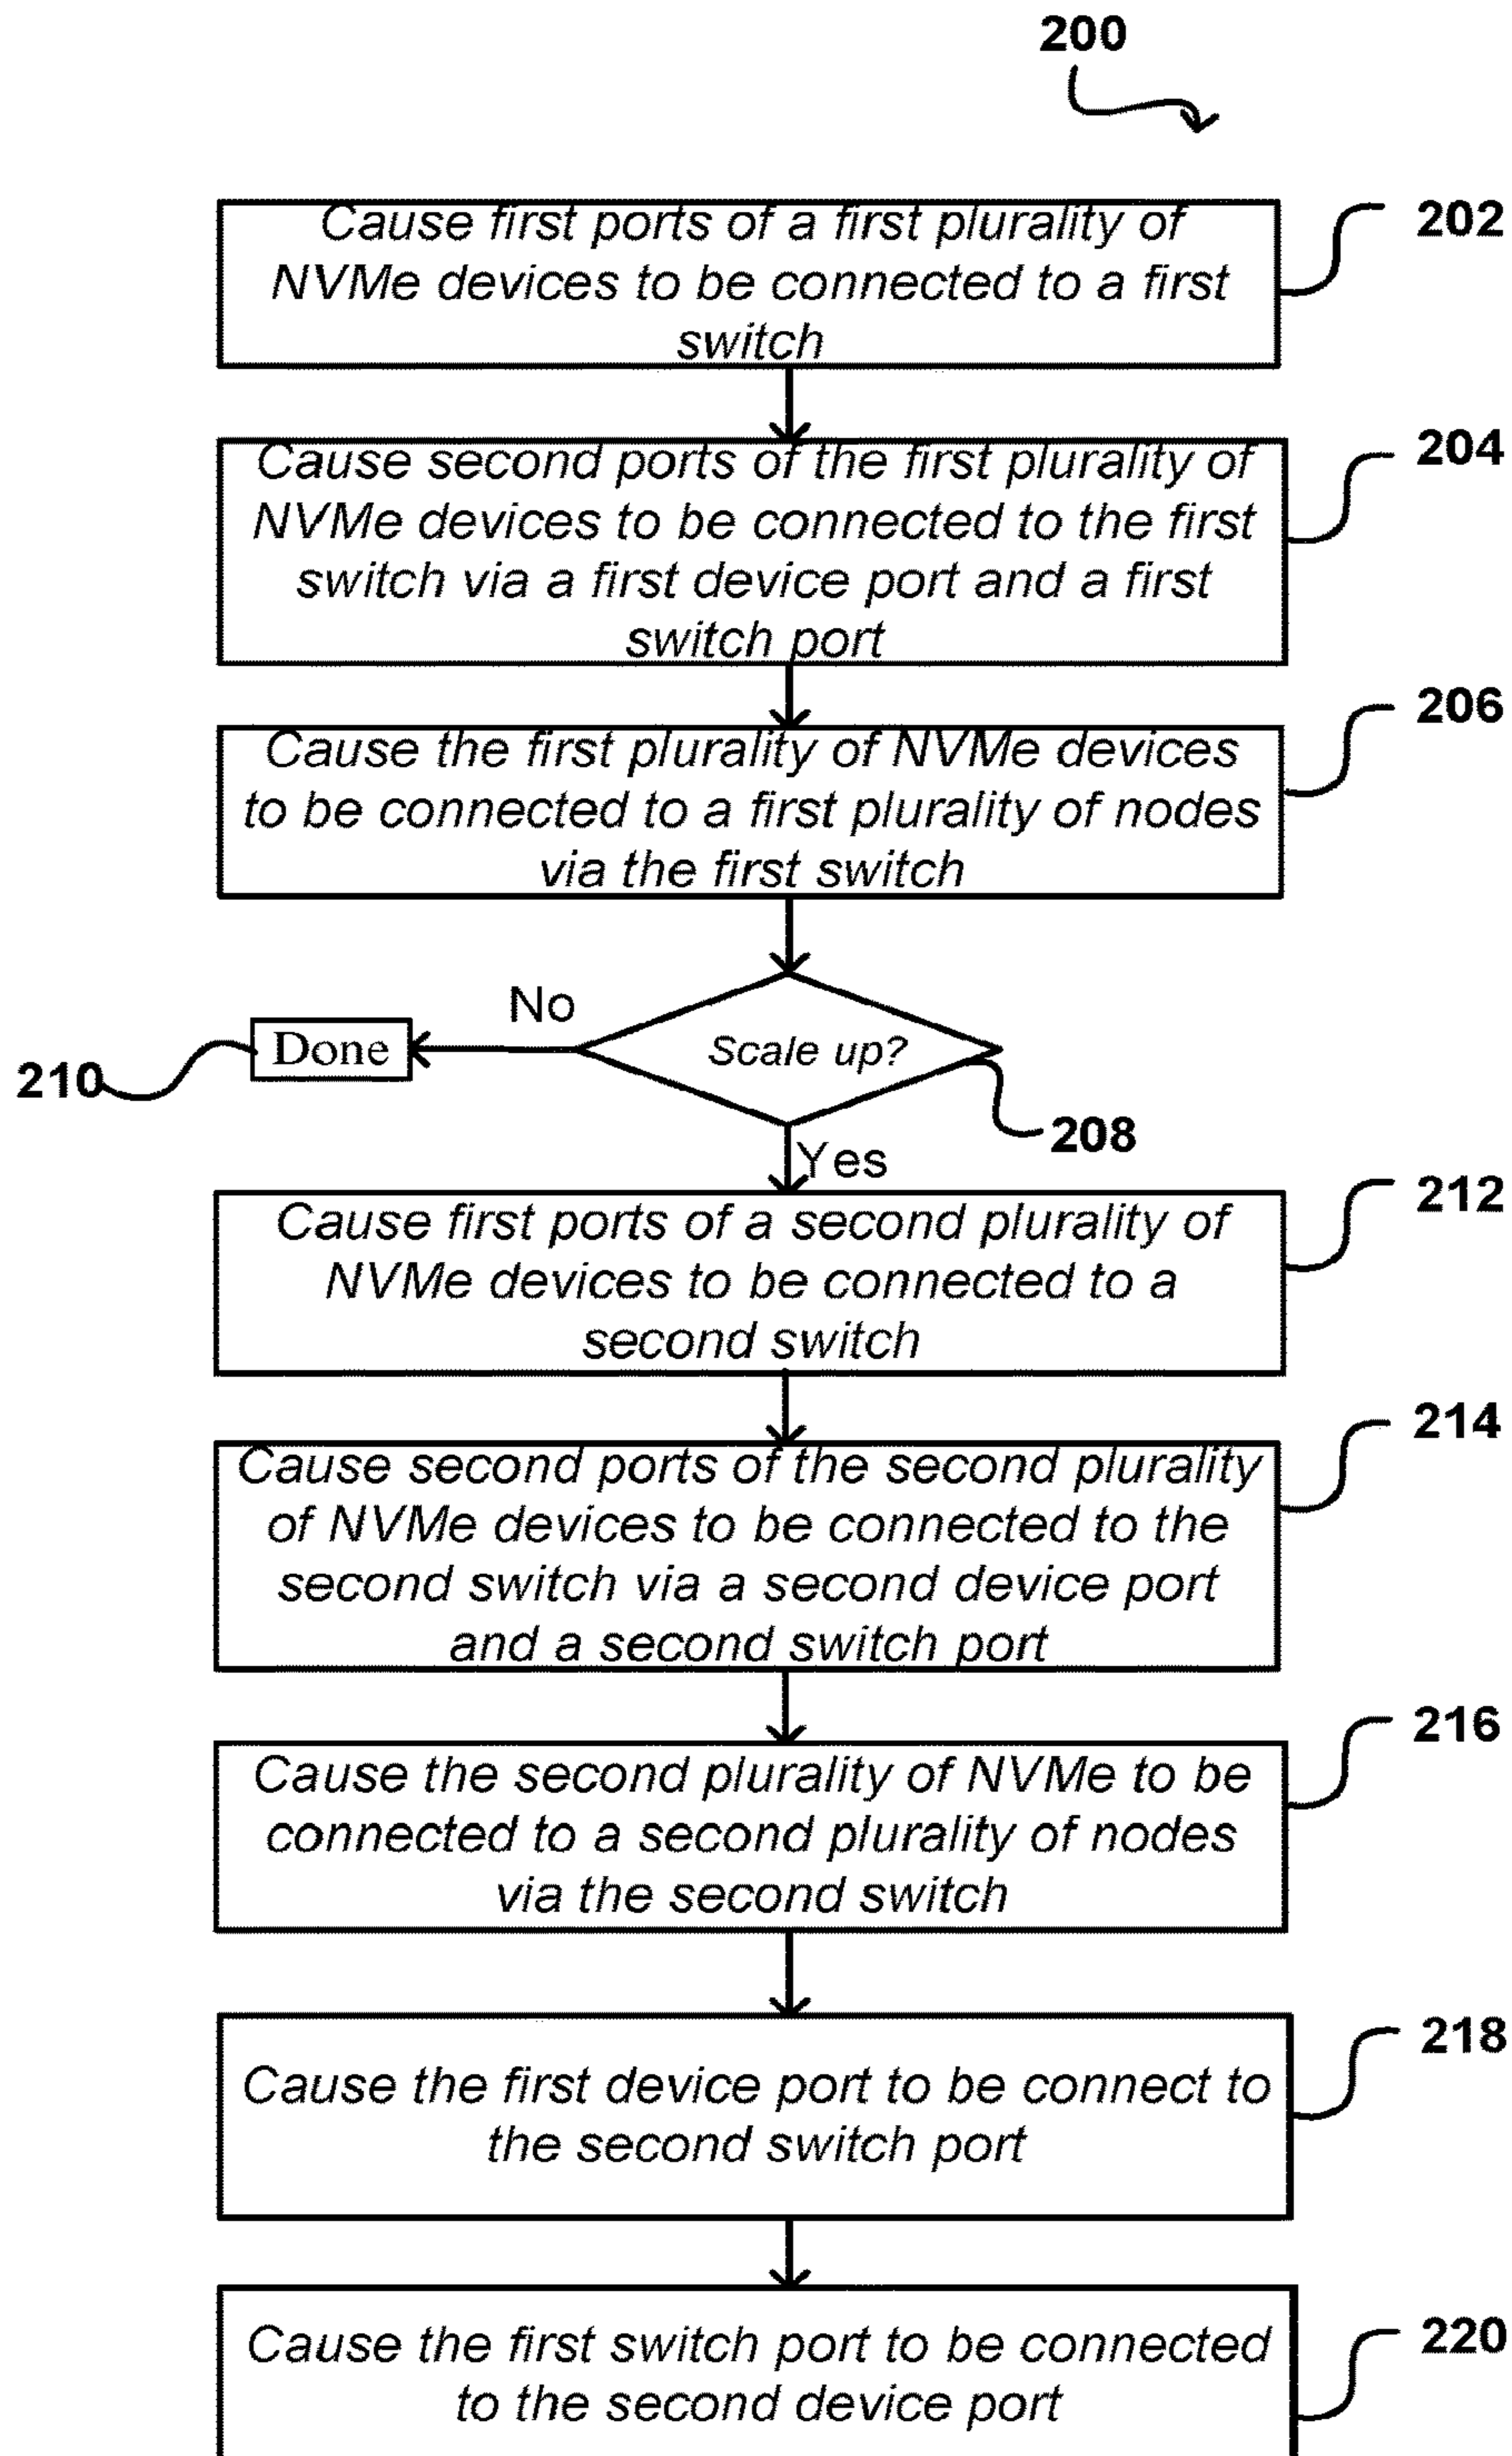 200
Cause first ports of a first plurality of
NVMe devices to be connected to a first
switch
202
Cause second ports of the first plurality of
NVMe devices to be connected to the first
switch via a first device port and a first
switch port
204
Cause the first plurality of NVMe devices
to be connected to a first plurality of nodes
via the first switch
206
No
Done
Scale up?
210
208
Yes
Cause first ports of a second plurality of
NVMe devices to be connected to a
second switch
212
Cause second ports of the second plurality
of NVMe devices to be connected to the
second switch via a second device port
and a second switch port
214
Cause the second plurality of NVMe to be
connected to a second plurality of nodes
via the second switch
216
Cause the first device port to be connect to
the second switch port
218
Cause the first switch port to be connected
to the second device port
220